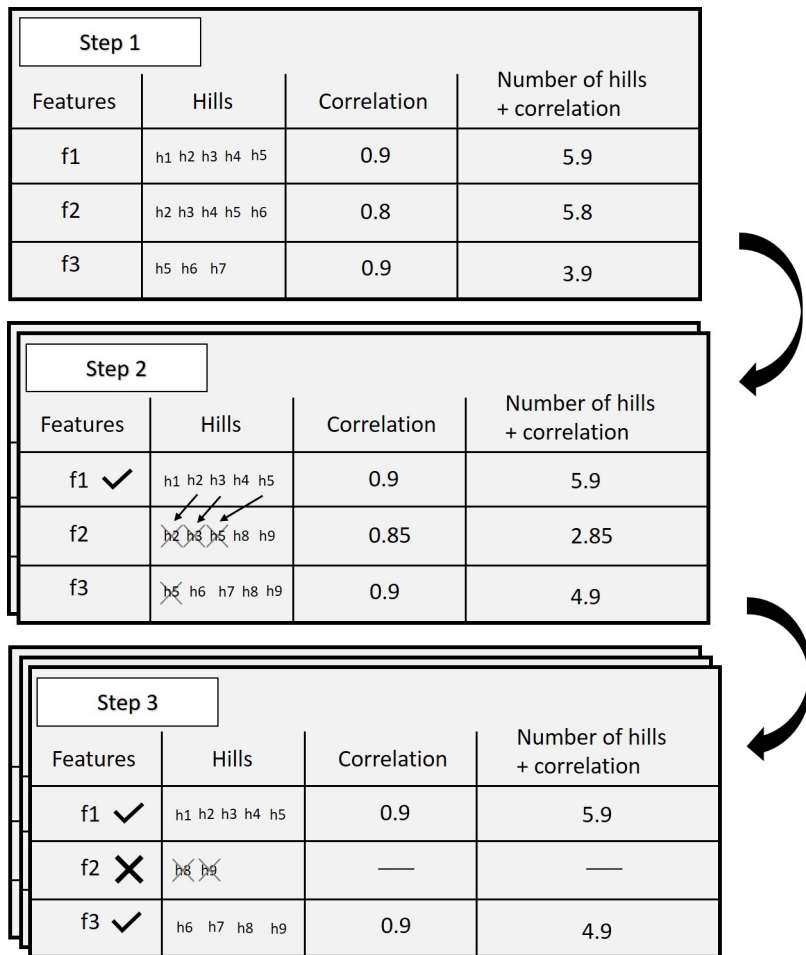 Step 1
Features Hills Correlation Number of hills
+ correlation
f1 h1 h2 h3 h4 h5 0.9 5.9
f2 h2 h3 h4 h5 h6 0.8 5.8
f3 h5 h6 h7 0.9 3.9
Step 2
Features Hills Correlation Number of hills
+ correlation
f1 h1 h2 h3 h4 h5 0.9 5.9
f2 h2 h3 h5 h8 h9 0.85 2.85
f3 h5 h6 h7 h8 h9 0.9 4.9
Step 3
Features Hills Correlation Number of hills
+ correlation
f1 h1 h2 h3 h4 h5 0.9 5.9
f2 h8 h9 — —
f3 h6 h7 h8 h9 0.9 4.9